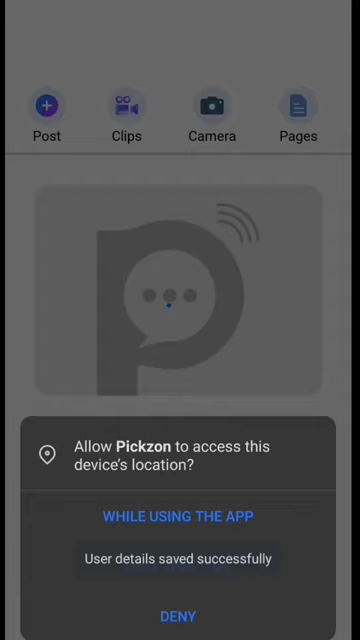 Post Clips Camera Pages
Allow Pickzon to access this
device's location?
WHILE USING THE APP
User details saved successfully
DENY